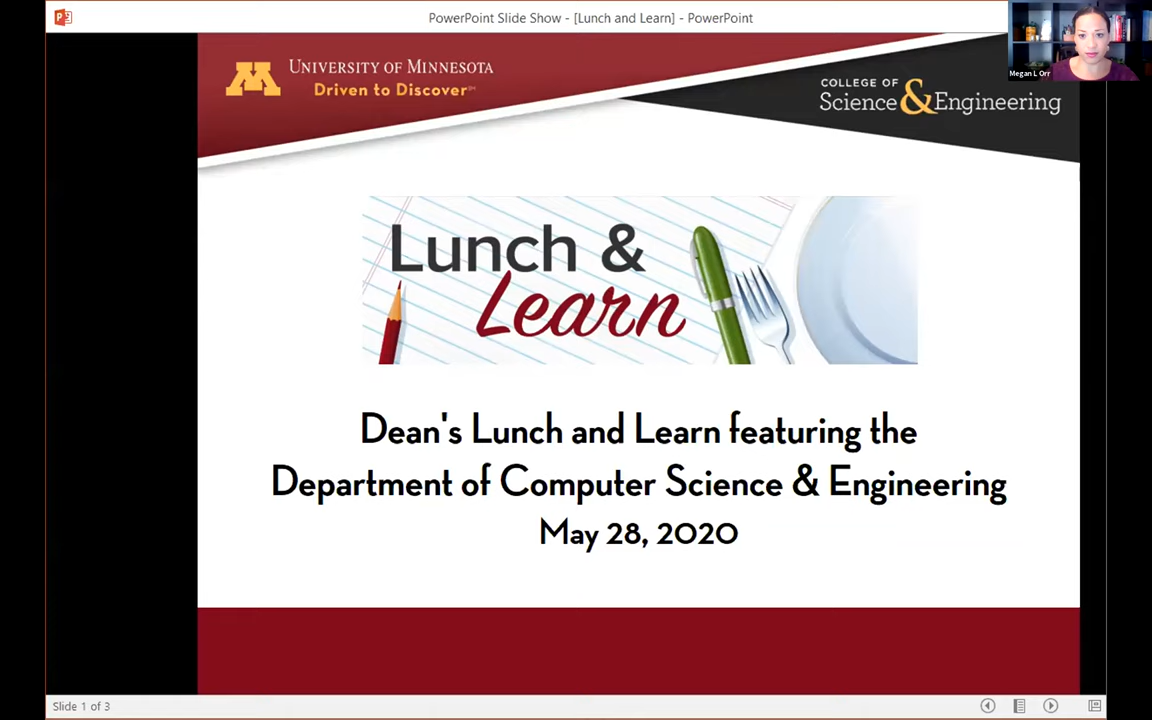 PowerPoint Slide Show - [Lunch and Learn] - PowerPoint
Megan L Orr
UNIVERSITY OF MINNESOTA
Driven to Discover
COLLEGE OF
Science & Engineering
Lunch &
Learn
Dean's Lunch and Learn featuring the
Department of Computer Science & Engineering
May 28, 2020
Slide 1 of 3